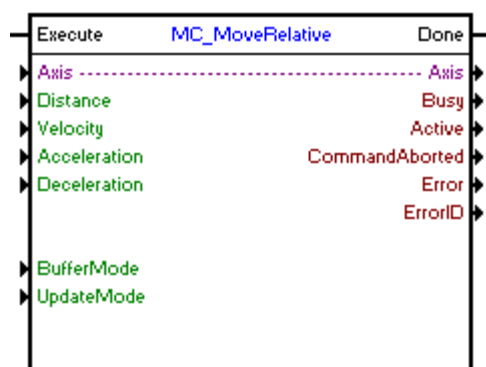 Execute MC_MoveRelative Done
Axis Axis
Distance Busy
Velocity Active
Acceleration CommandAborted
Deceleration Error
ErrorID
BufferMode
UpdateMode